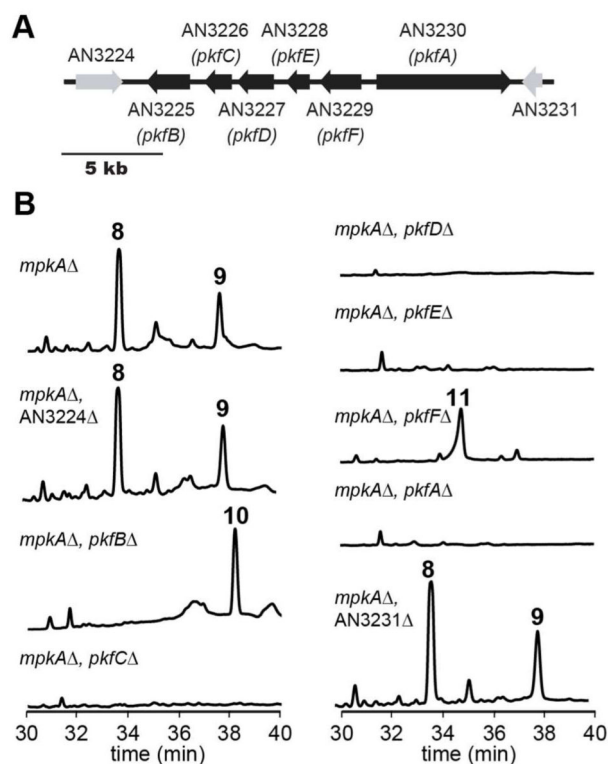 A
AN3224
AN3226
(pkfC)
AN3228
(pkfE)
AN3230
(pkfA)
AN3225
(pkfB)
AN3227
(pkfD)
AN3229
(pkfF)
AN3231
5 kb
B
mpkAΔ
8
9
mpkAΔ,
AN3224Δ
8
9
mpkAΔ, pkfBΔ
10
mpkAΔ, pkfCΔ
30 32 34 36 38 40
time (min)
mpkAΔ, pkfDΔ
mpkAΔ, pkfEΔ
mpkAΔ, pkfFΔ
11
mpkAΔ, pkfAΔ
mpkAΔ,
AN3231Δ
8
9
30 32 34 36 38 40
time (min)